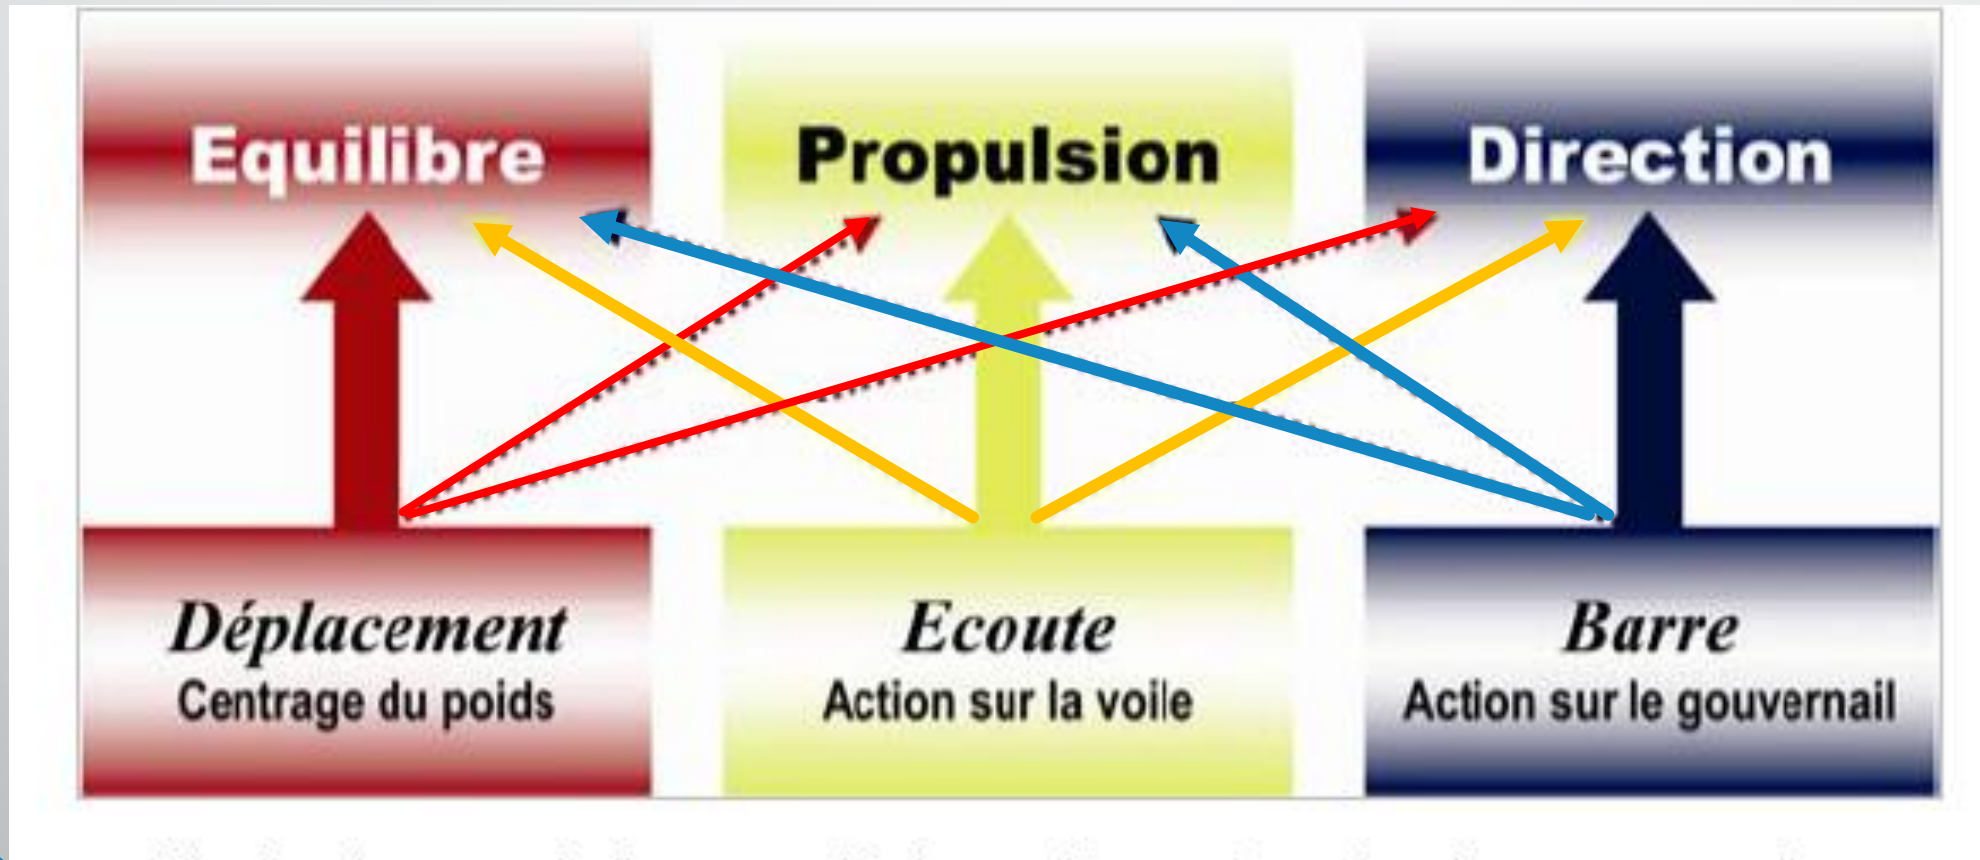 Equilibre
Propulsion
Direction
Déplacement
Centrage du poids
Ecoute
Action sur la voile
Barre
Action sur le gouvernail